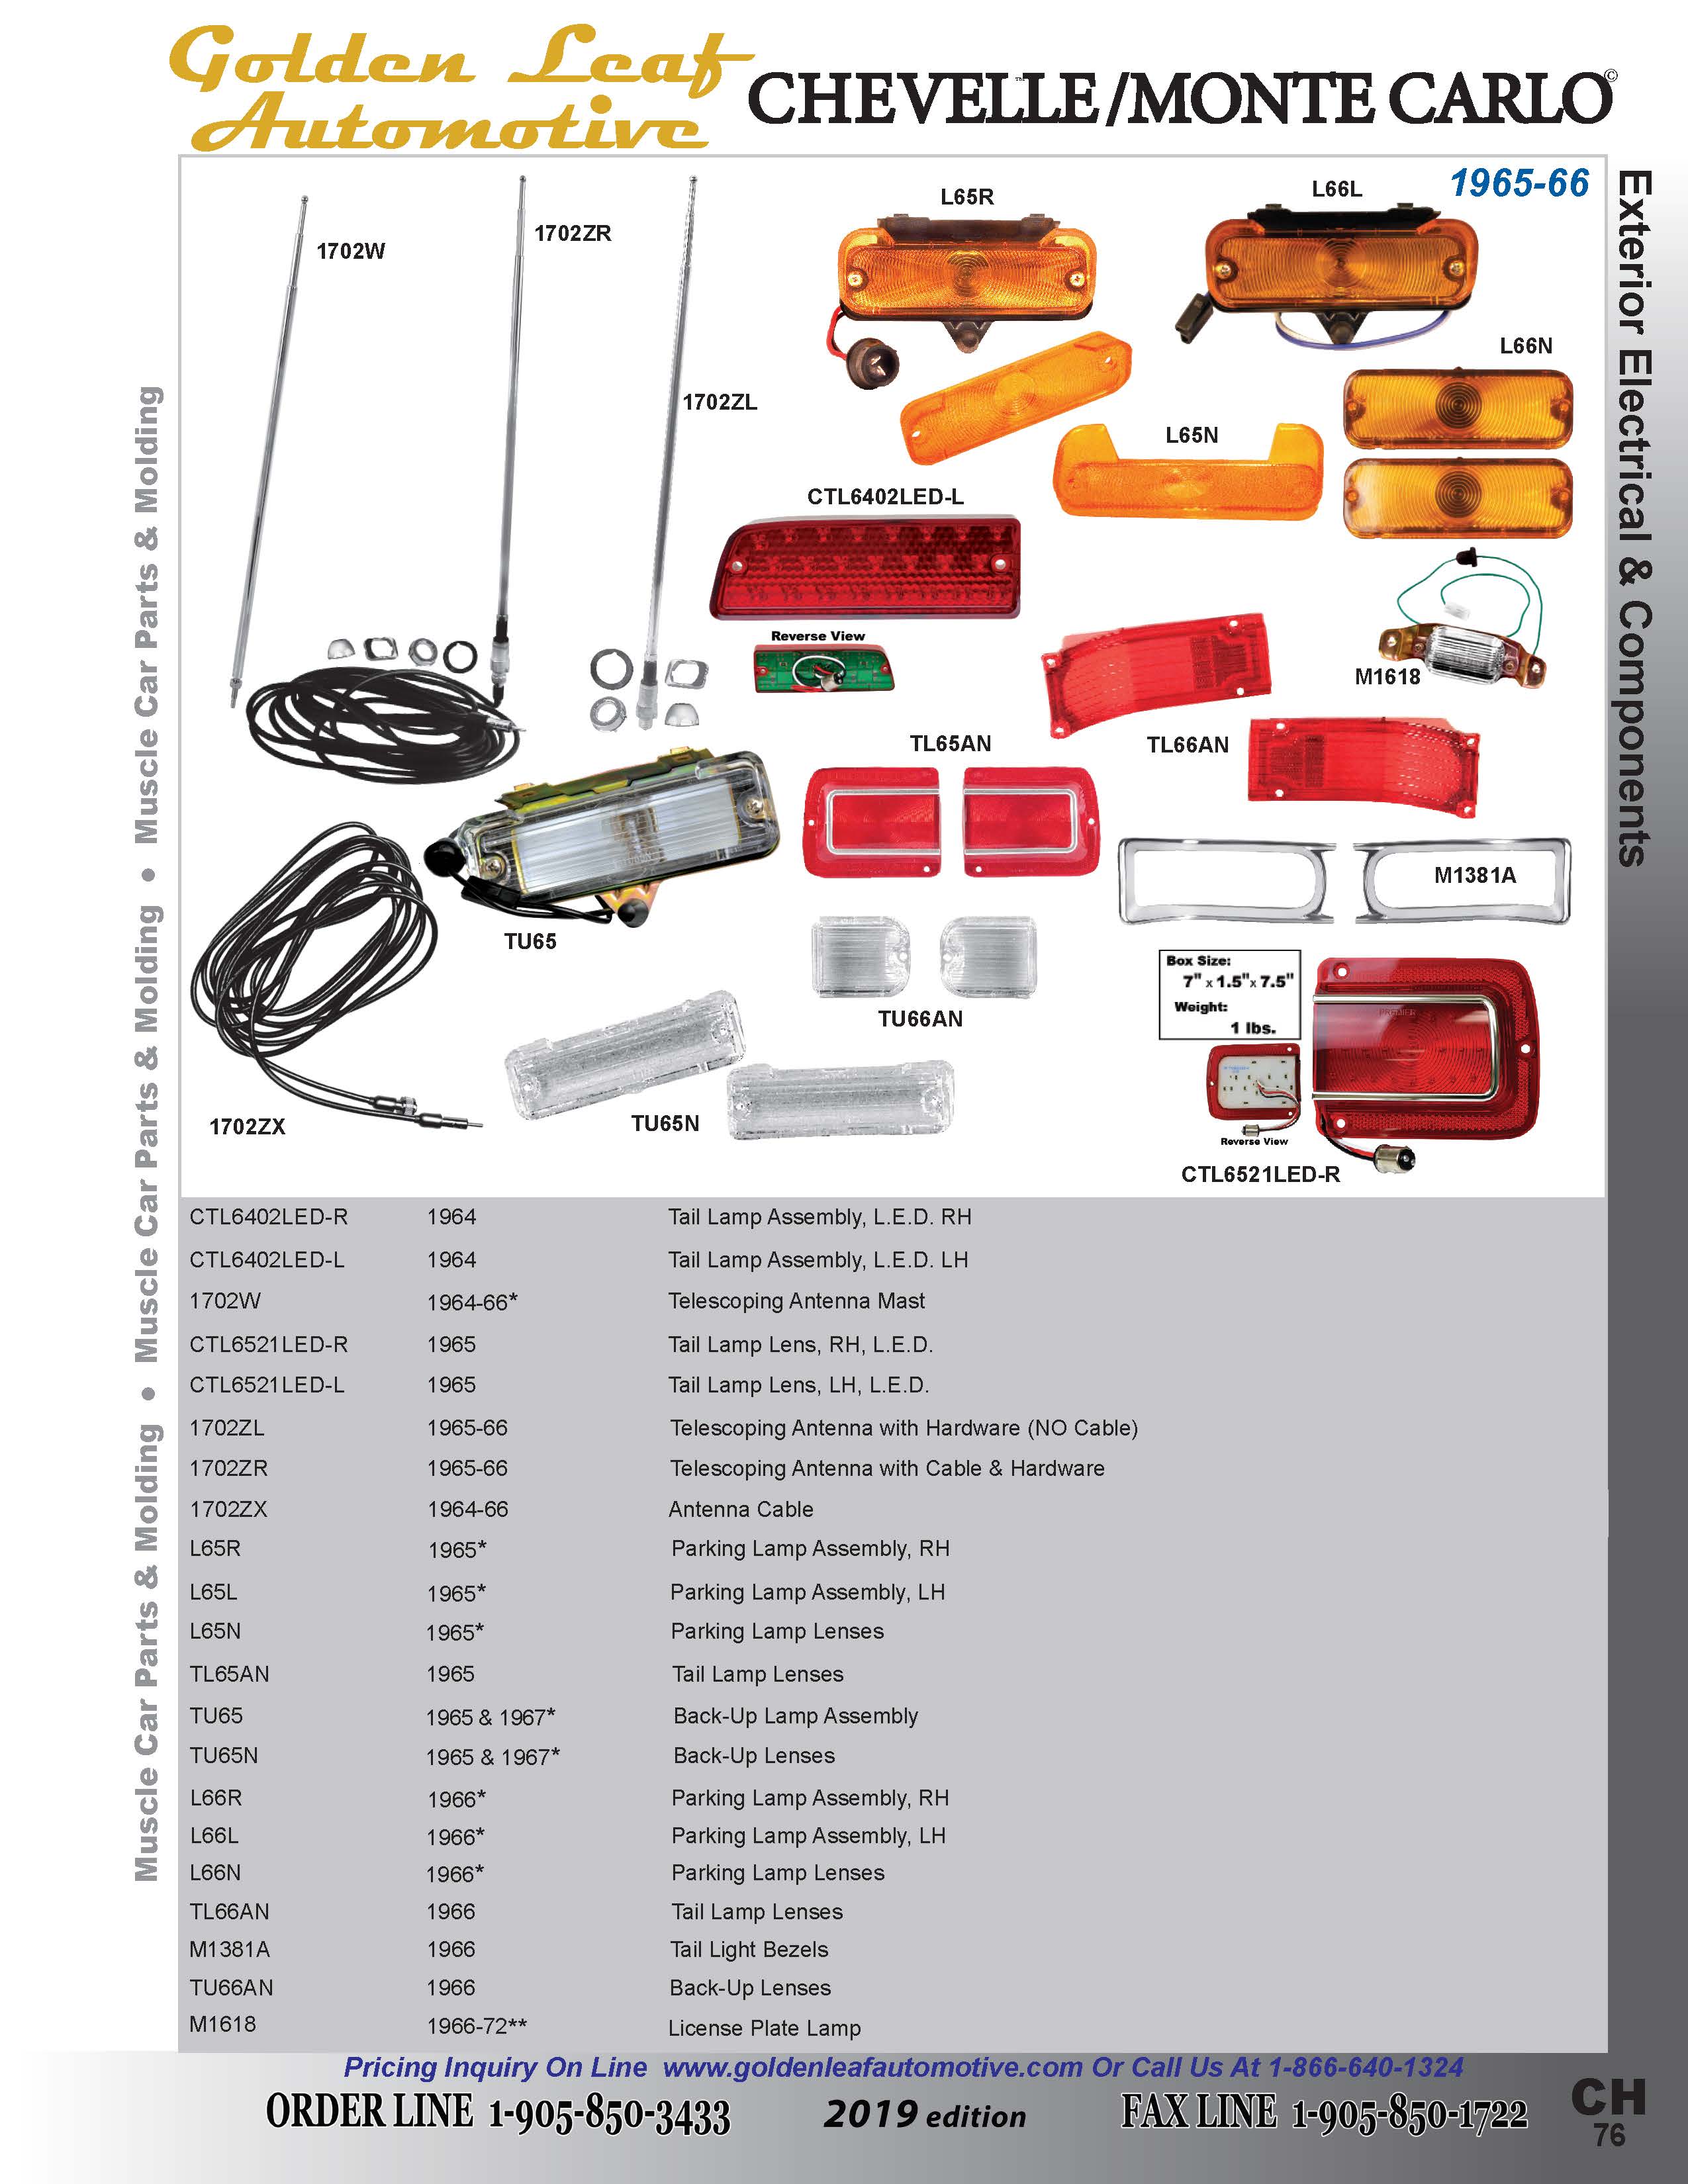 Golden Leaf
Automotive
CHEVELLE/MONTE CARLO©
™
1965-66
Exterior Electrical & Components
Muscle Car Parts & Molding • Muscle Car Parts & Molding • Muscle Car Parts & Molding
1702W
1702ZR
1702ZL
L65R
L66L
L66N
L65N
CTL6402LED-L
Reverse View
M1618
TL65AN
TL66AN
M1381A
TU65
TU66AN
Box Size:
7" x 1.5"x 7.5"
Weight:
1 lbs.
PREMIER
1702ZX
TU65N
Reverse View
CTL6521LED-R
CTL6402LED-R 1964 Tail Lamp Assembly, L.E.D. RH
CTL6402LED-L 1964 Tail Lamp Assembly, L.E.D. LH
1702W 1964-66* Telescoping Antenna Mast
CTL6521LED-R 1965 Tail Lamp Lens, RH, L.E.D.
CTL6521LED-L 1965 Tail Lamp Lens, LH, L.E.D.
1702ZL 1965-66 Telescoping Antenna with Hardware (NO Cable)
1702ZR 1965-66 Telescoping Antenna with Cable & Hardware
1702ZX 1964-66 Antenna Cable
L65R 1965* Parking Lamp Assembly, RH
L65L 1965* Parking Lamp Assembly, LH
L65N 1965* Parking Lamp Lenses
TL65AN 1965 Tail Lamp Lenses
TU65 1965 & 1967* Back-Up Lamp Assembly
TU65N 1965 & 1967* Back-Up Lenses
L66R 1966* Parking Lamp Assembly, RH
L66L 1966* Parking Lamp Assembly, LH
L66N 1966* Parking Lamp Lenses
TL66AN 1966 Tail Lamp Lenses
M1381A 1966 Tail Light Bezels
TU66AN 1966 Back-Up Lenses
M1618 1966-72** License Plate Lamp
Pricing Inquiry On Line www.goldenleafautomotive.com Or Call Us At 1-866-640-1324
ORDER LINE 1-905-850-3433 2019 edition FAX LINE 1-905-850-1722
CH
76